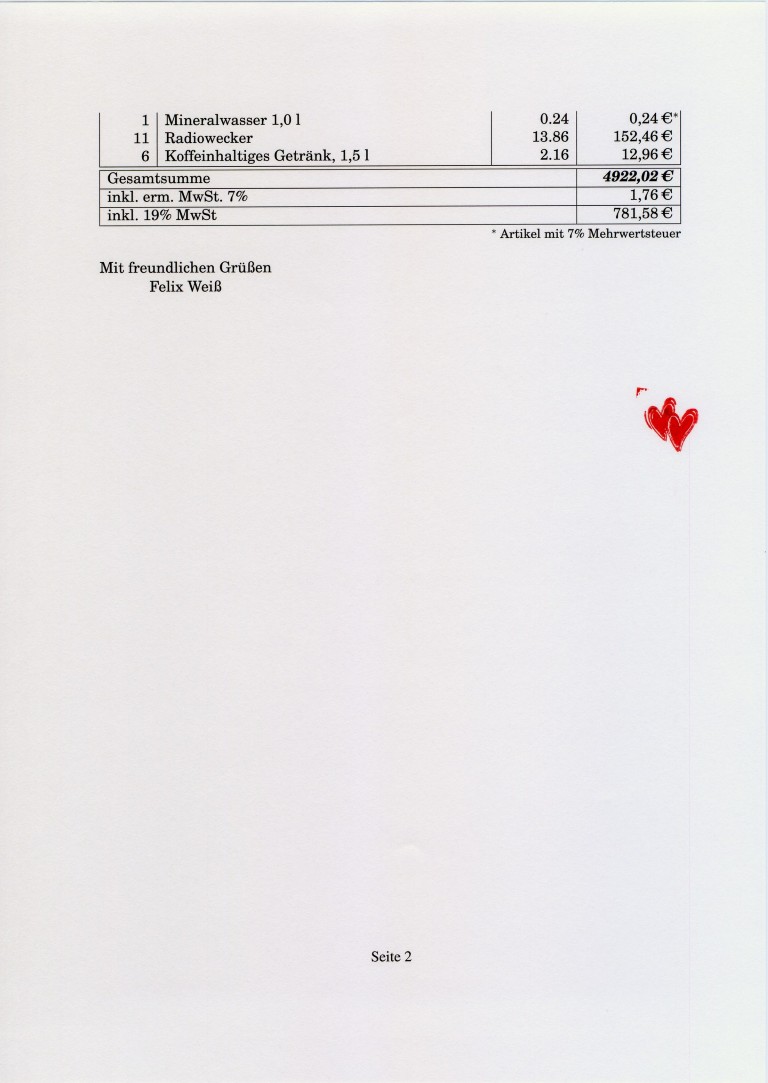 1 Mineralwasser 1,0 l 0.24 0,24 €*
11 Radiowecker 13.86 152,46 €
6 Koffeinhaltiges Getränk, 1,5 l 2.16 12,96 €
Gesamtsumme 4922,02 €
inkl. erm. MwSt. 7% 1,76 €
inkl. 19% MwSt 781,58 €
* Artikel mit 7% Mehrwertsteuer
Mit freundlichen Grüßen
Felix Weiß
Seite 2